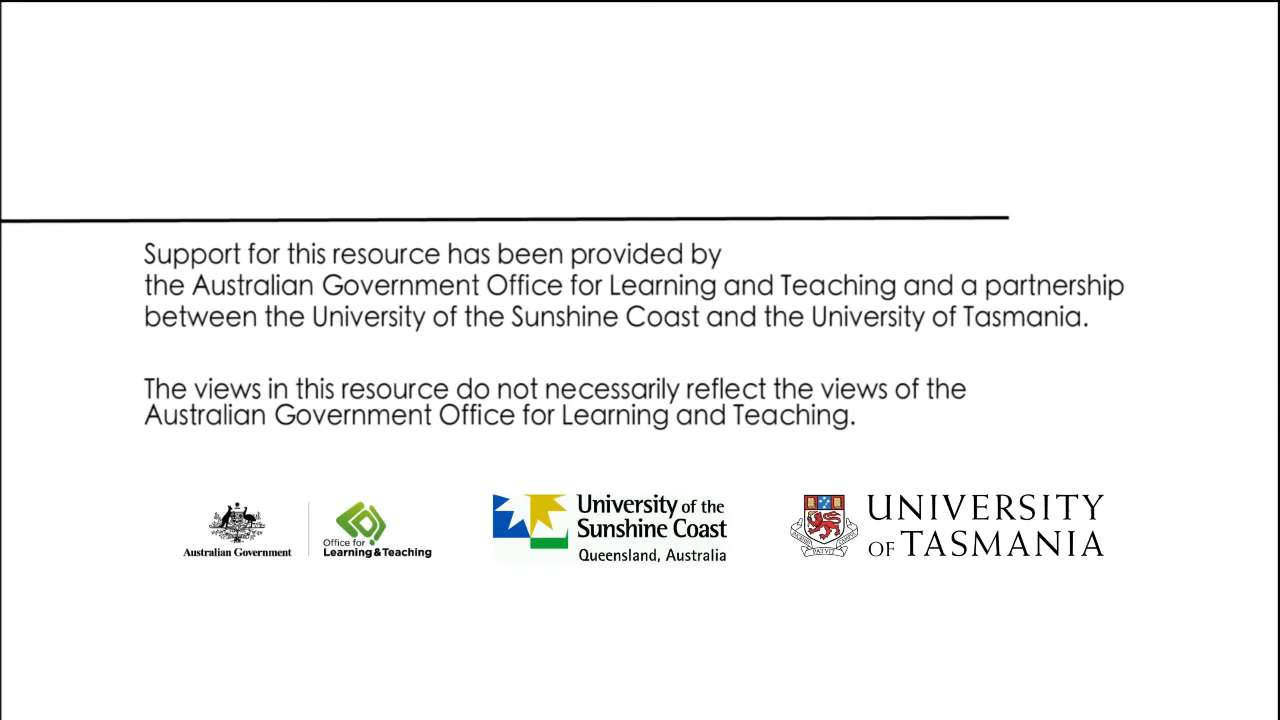 Support for this resource has been provided by
the Australian Government Office for Learning and Teaching and a partnership
between the University of the Sunshine Coast and the University of Tasmania.
The views in this resource do not necessarily reflect the views of the
Australian Government Office for Learning and Teaching.
Australian Government
Office for
Learning & Teaching
University of the
Sunshine Coast
Queensland, Australia
UNIVERSITY
OF TASMANIA